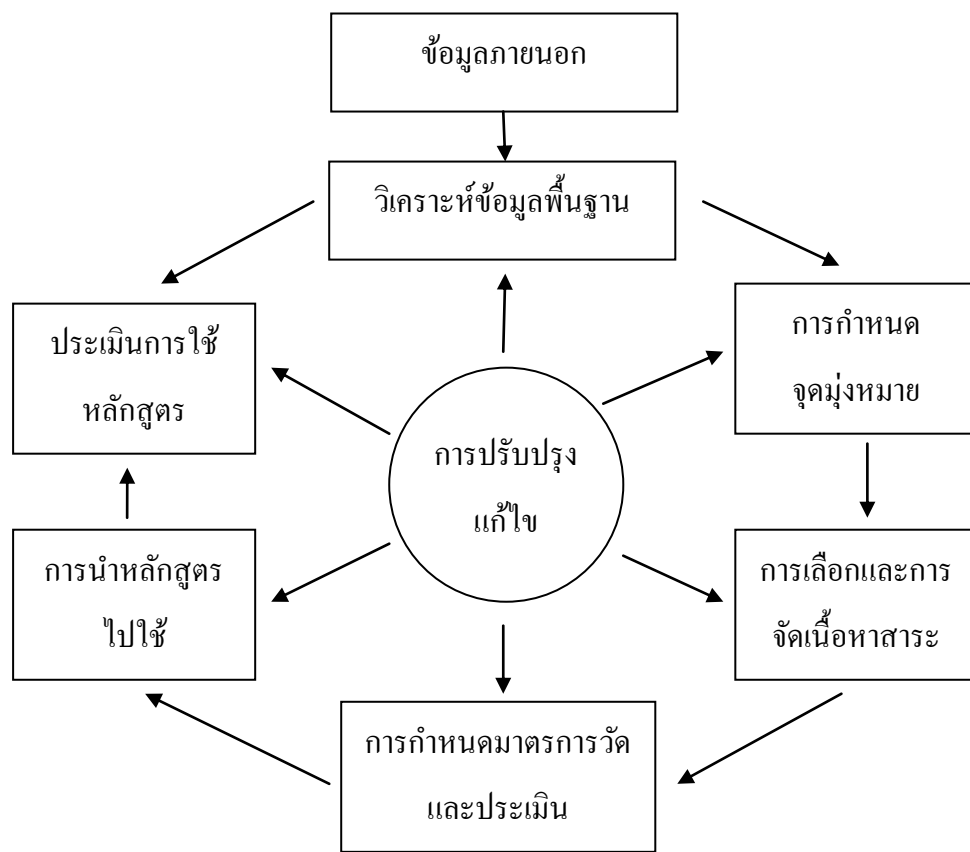 ข้อมูลภายนอก
วิเคราะห์ข้อมูลพื้นฐาน
ประเมินการใช้
หลักสูตร
การกำหนด
จุดมุ่งหมาย
การปรับปรุง
แก้ไข
การนำหลักสูตร
ไปใช้
การเลือกและการ
จัดเนื้อหาสาระ
การกำหนดมาตรการวัด
และประเมิน